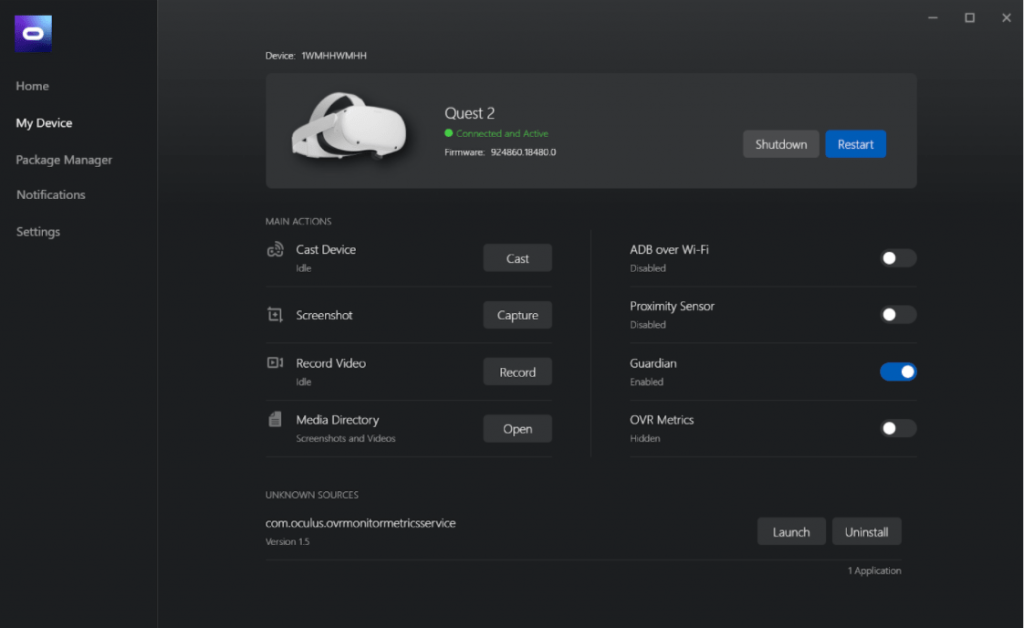 Home
My Device
Package Manager
Notifications
Settings
Device: 1WMHHWMHH
Quest 2
Connected and Active
Firmware: 924860.18480.0
Shutdown
Restart
MAIN ACTIONS
Cast Device
Idle
Cast
Screenshot
Capture
Record Video
Idle
Record
Media Directory
Screenshots and Videos
Open
ADB over Wi-Fi
Disabled
Proximity Sensor
Disabled
Guardian
Enabled
OVR Metrics
Hidden
UNKNOWN SOURCES
com.oculus.ovrmonitormetricsservice
Version 1.5
Launch
Uninstall
1 Application